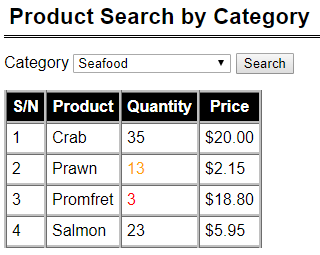 Product Search by Category
Category Seafood Search
S/N Product Quantity Price
1 Crab 35 $20.00
2 Prawn 13 $2.15
3 Promfret 3 $18.80
4 Salmon 23 $5.95